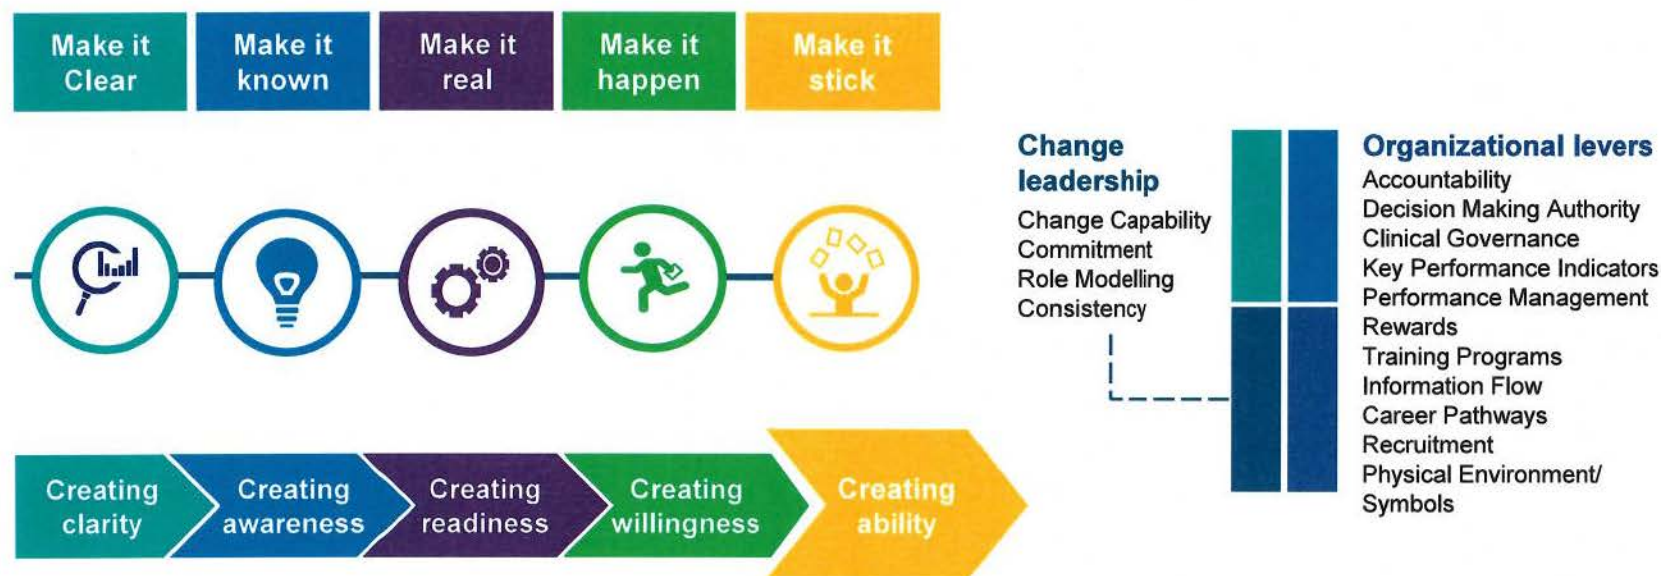 Make it
Clear
Make it
known
Make it
real
Make it
happen
Make it
stick
Creating
clarity
Creating
awareness
Creating
readiness
Creating
willingness
Creating
ability
Change
leadership
Change Capability
Commitment
Role Modelling
Consistency
Organizational levers
Accountability
Decision Making Authority
Clinical Governance
Key Performance Indicators
Performance Management
Rewards
Training Programs
Information Flow
Career Pathways
Recruitment
Physical Environment/
Symbols